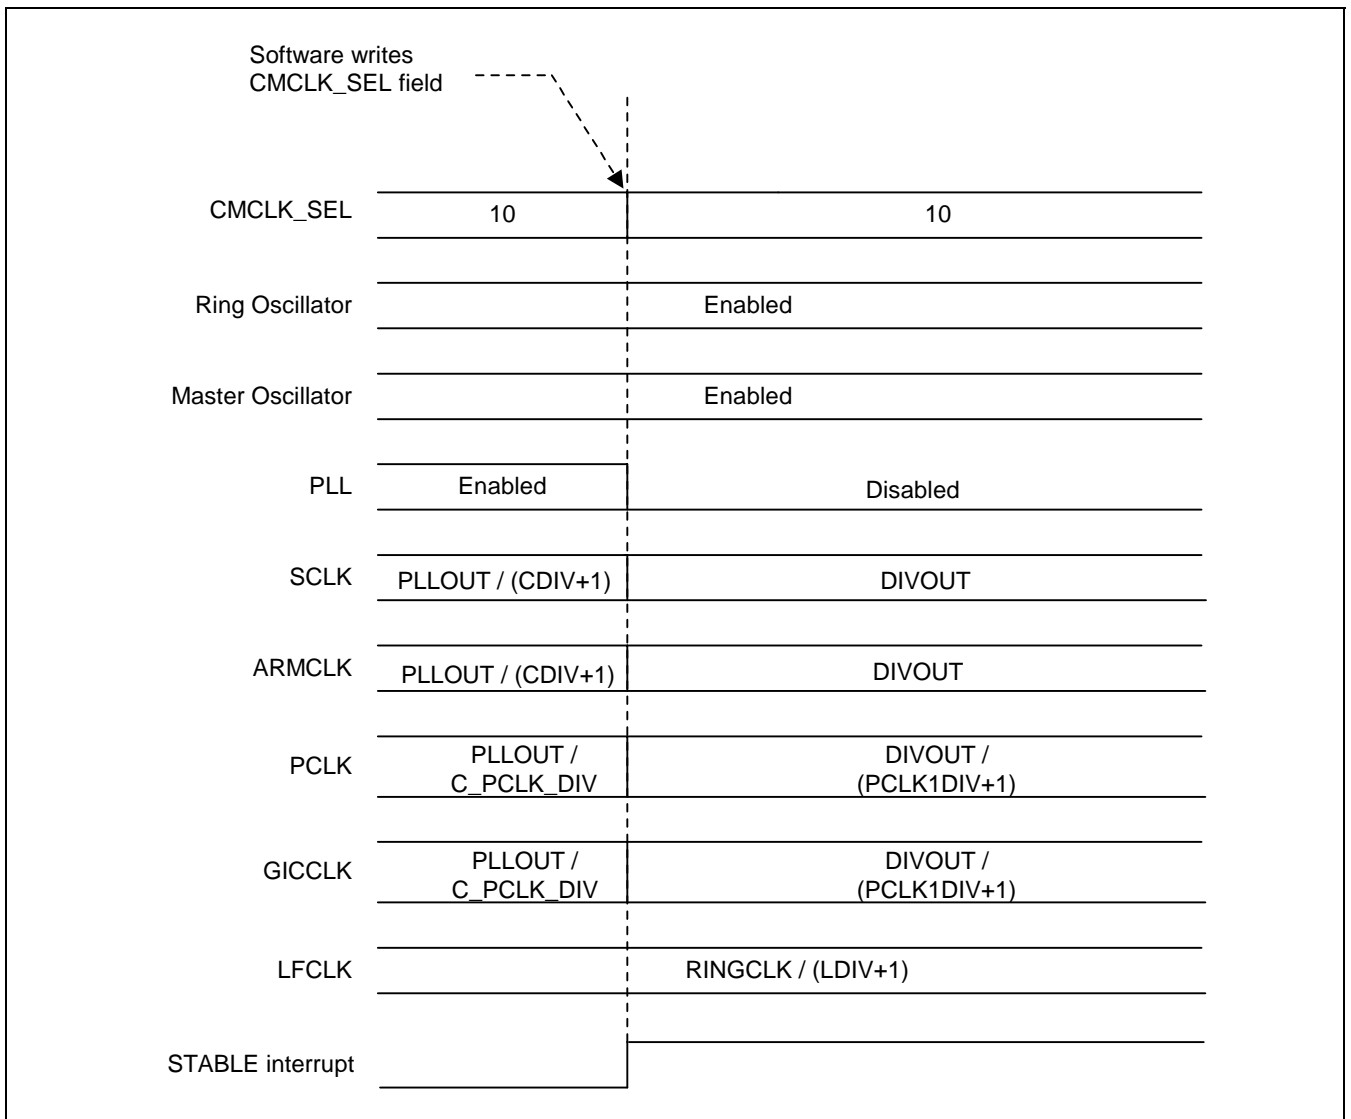 Software writes
CMCLK_SEL field
CMCLK_SEL
10
10
Ring Oscillator
Enabled
Master Oscillator
Enabled
PLL
Enabled
Disabled
SCLK
PLLOUT / (CDIV+1)
DIVOUT
ARMCLK
PLLOUT / (CDIV+1)
DIVOUT
PCLK
PLLOUT /
C_PCLK_DIV
DIVOUT /
(PCLK1DIV+1)
GICCLK
PLLOUT /
C_PCLK_DIV
DIVOUT /
(PCLK1DIV+1)
LFCLK
RINGCLK / (LDIV+1)
STABLE interrupt